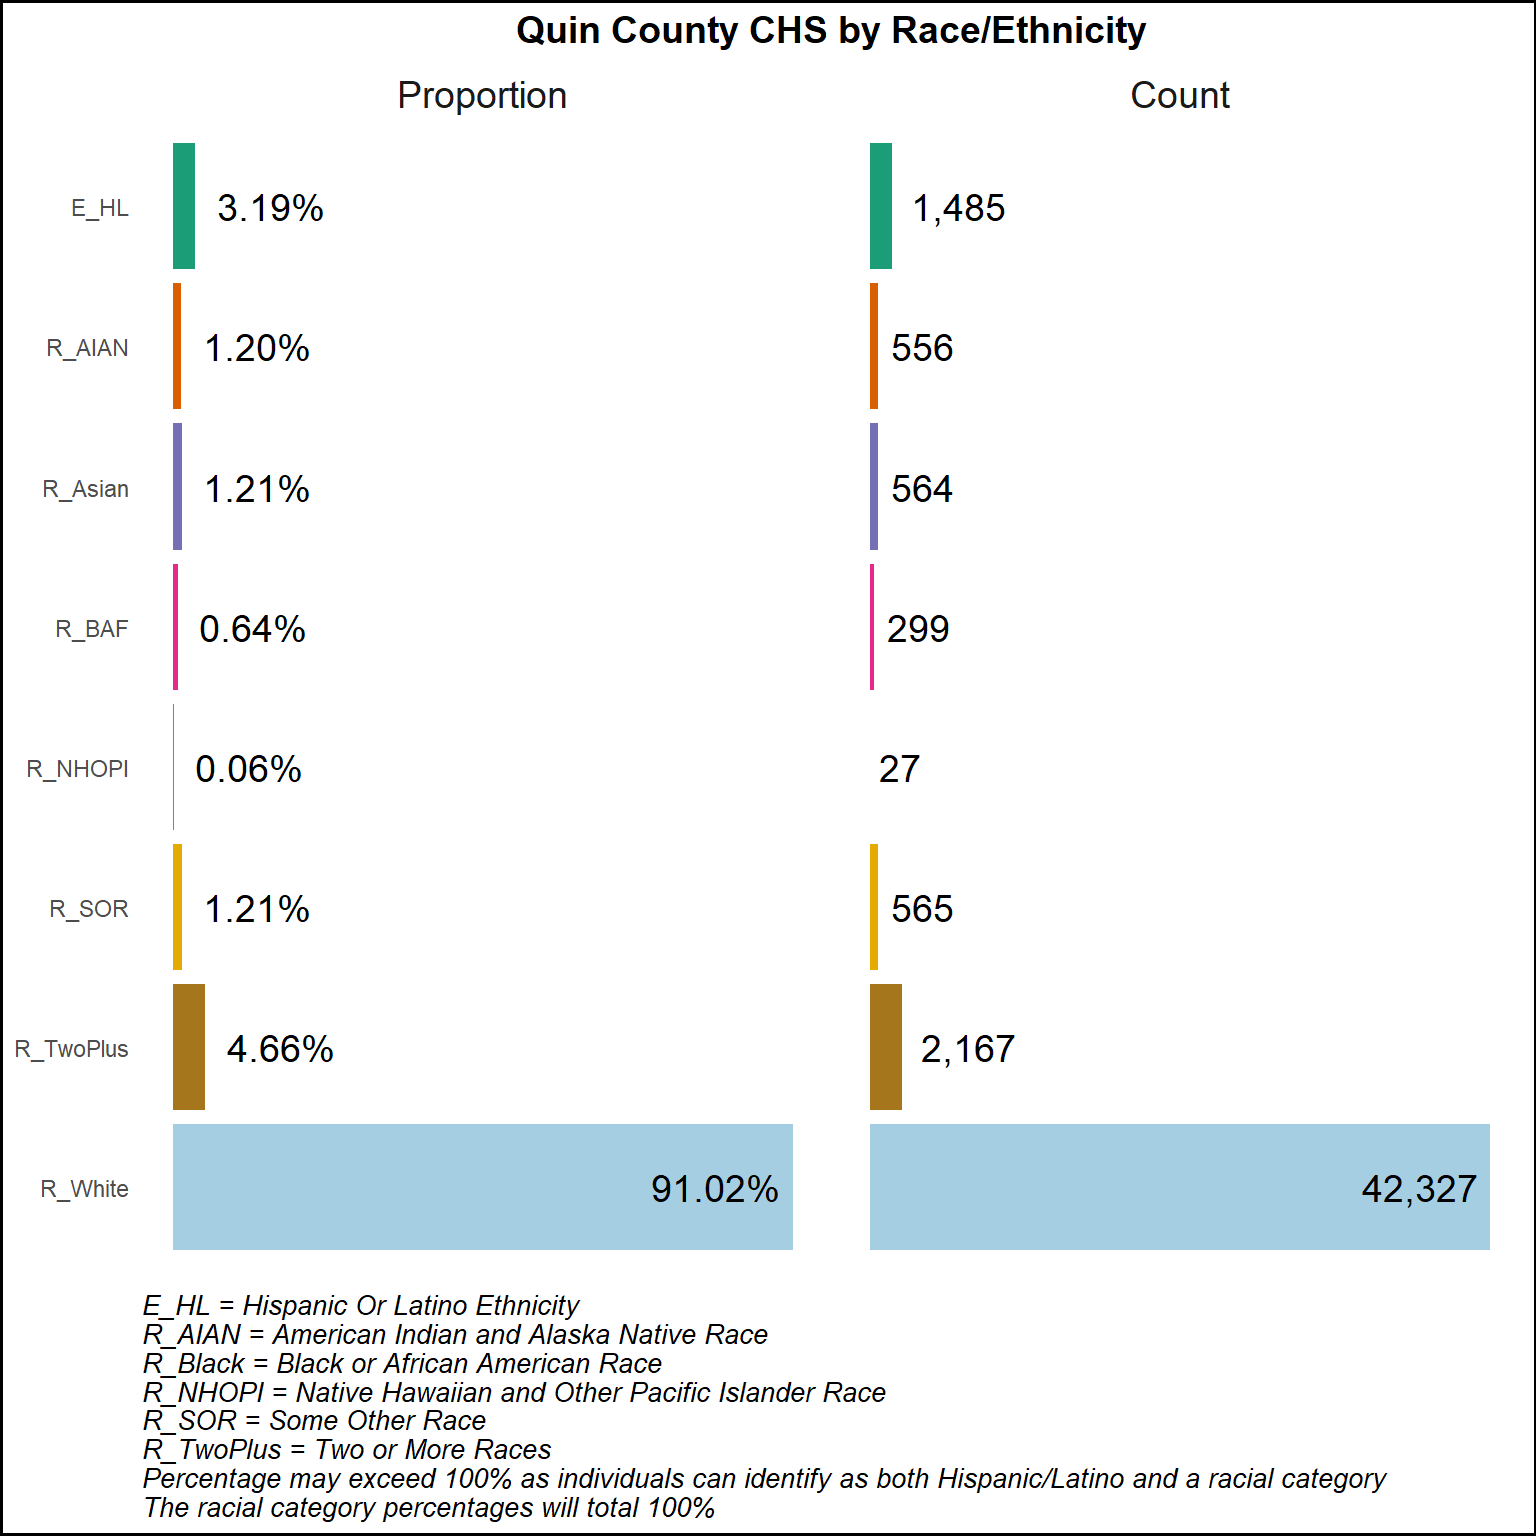 Quin County CHS by Race/Ethnicity
Proportion Count
E_HL 3.19% 1,485
R_AIAN 1.20% 556
R_Asian 1.21% 564
R_BAF 0.64% 299
R_NHOPI 0.06% 27
R_SOR 1.21% 565
R_TwoPlus 4.66% 2,167
R_White 91.02% 42,327
E_HL = Hispanic Or Latino Ethnicity
R_AIAN = American Indian and Alaska Native Race
R_Black = Black or African American Race
R_NHOPI = Native Hawaiian and Other Pacific Islander Race
R_SOR = Some Other Race
R_TwoPlus = Two or More Races
Percentage may exceed 100% as individuals can identify as both Hispanic/Latino and a racial category
The racial category percentages will total 100%